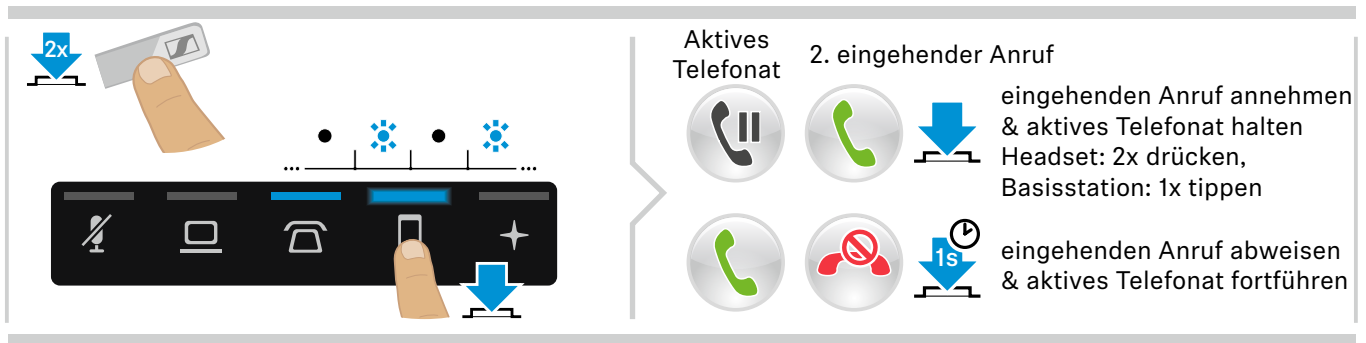 2x
Aktives
Telefonat
2. eingehender Anruf
eingehenden Anruf annehmen
& aktives Telefonat halten
Headset: 2x drücken,
Basisstation: 1x tippen
1s
eingehenden Anruf abweisen
& aktives Telefonat fortführen